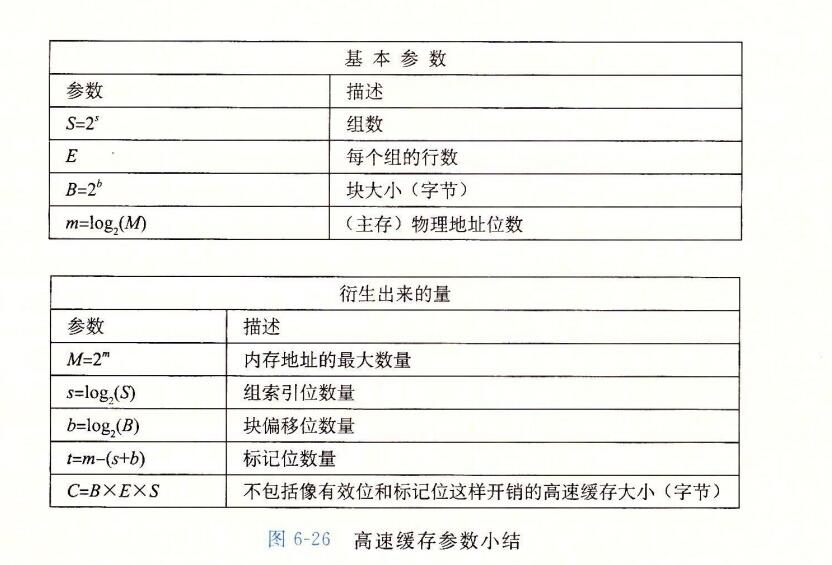 基本参数
参数 描述
S=2^s 组数
E 每个组的行数
B=2^b 块大小（字节）
m=log₂(M) （主存）物理地址位数
衍生出来的量
参数 描述
M=2^m 内存地址的最大数量
s=log₂(S) 组索引位数量
b=log₂(B) 块偏移位数量
t=m−(s+b) 标记位数量
C=B×E×S 不包括像有效位和标记位这样开销的高速缓存大小（字节）
图 6-26 高速缓存参数小结